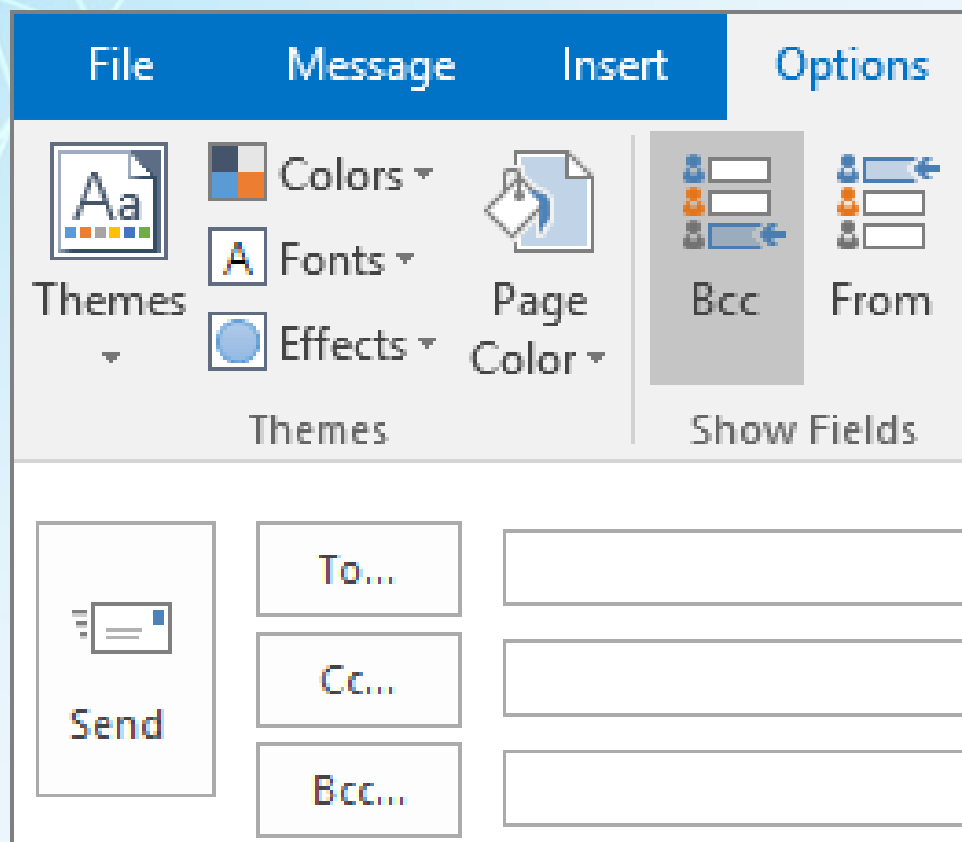 File Message Insert Options
Aa
Themes
Colors
A Fonts
Effects
Page
Color
Themes
Bcc
From
Show Fields
Send
To...
Cc...
Bcc...